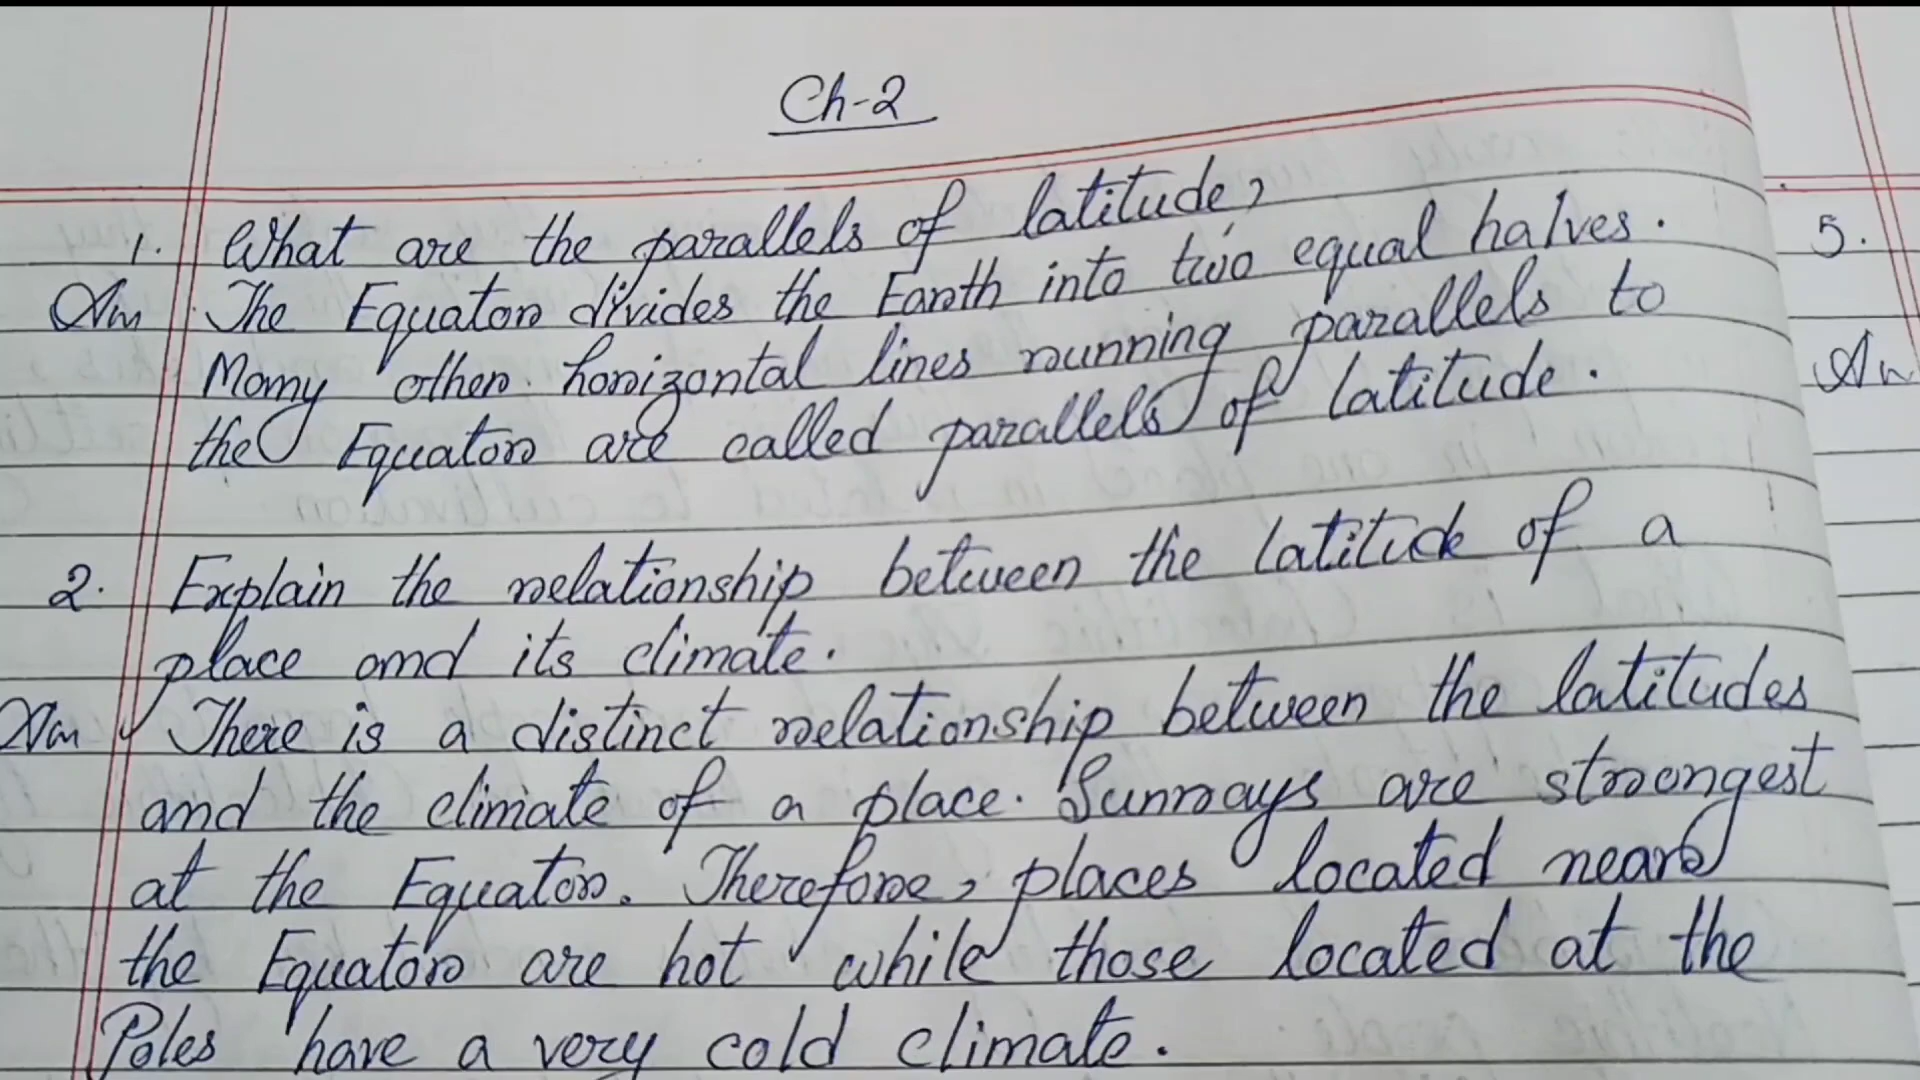 Ch-2
1. What are the parallels of latitude?
Ans The Equator divides the Earth into two equal halves.
Many other horizontal lines running parallels to
the Equator are called parallels of latitude.
2. Explain the relationship between the latitude of a
place and its climate.
Ans There is a distinct relationship between the latitudes
and the climate of a place. Sunrays are strongest
at the Equator. Therefore, places located near
the Equator are hot while those located at the
Poles have a very cold climate.
5.
An